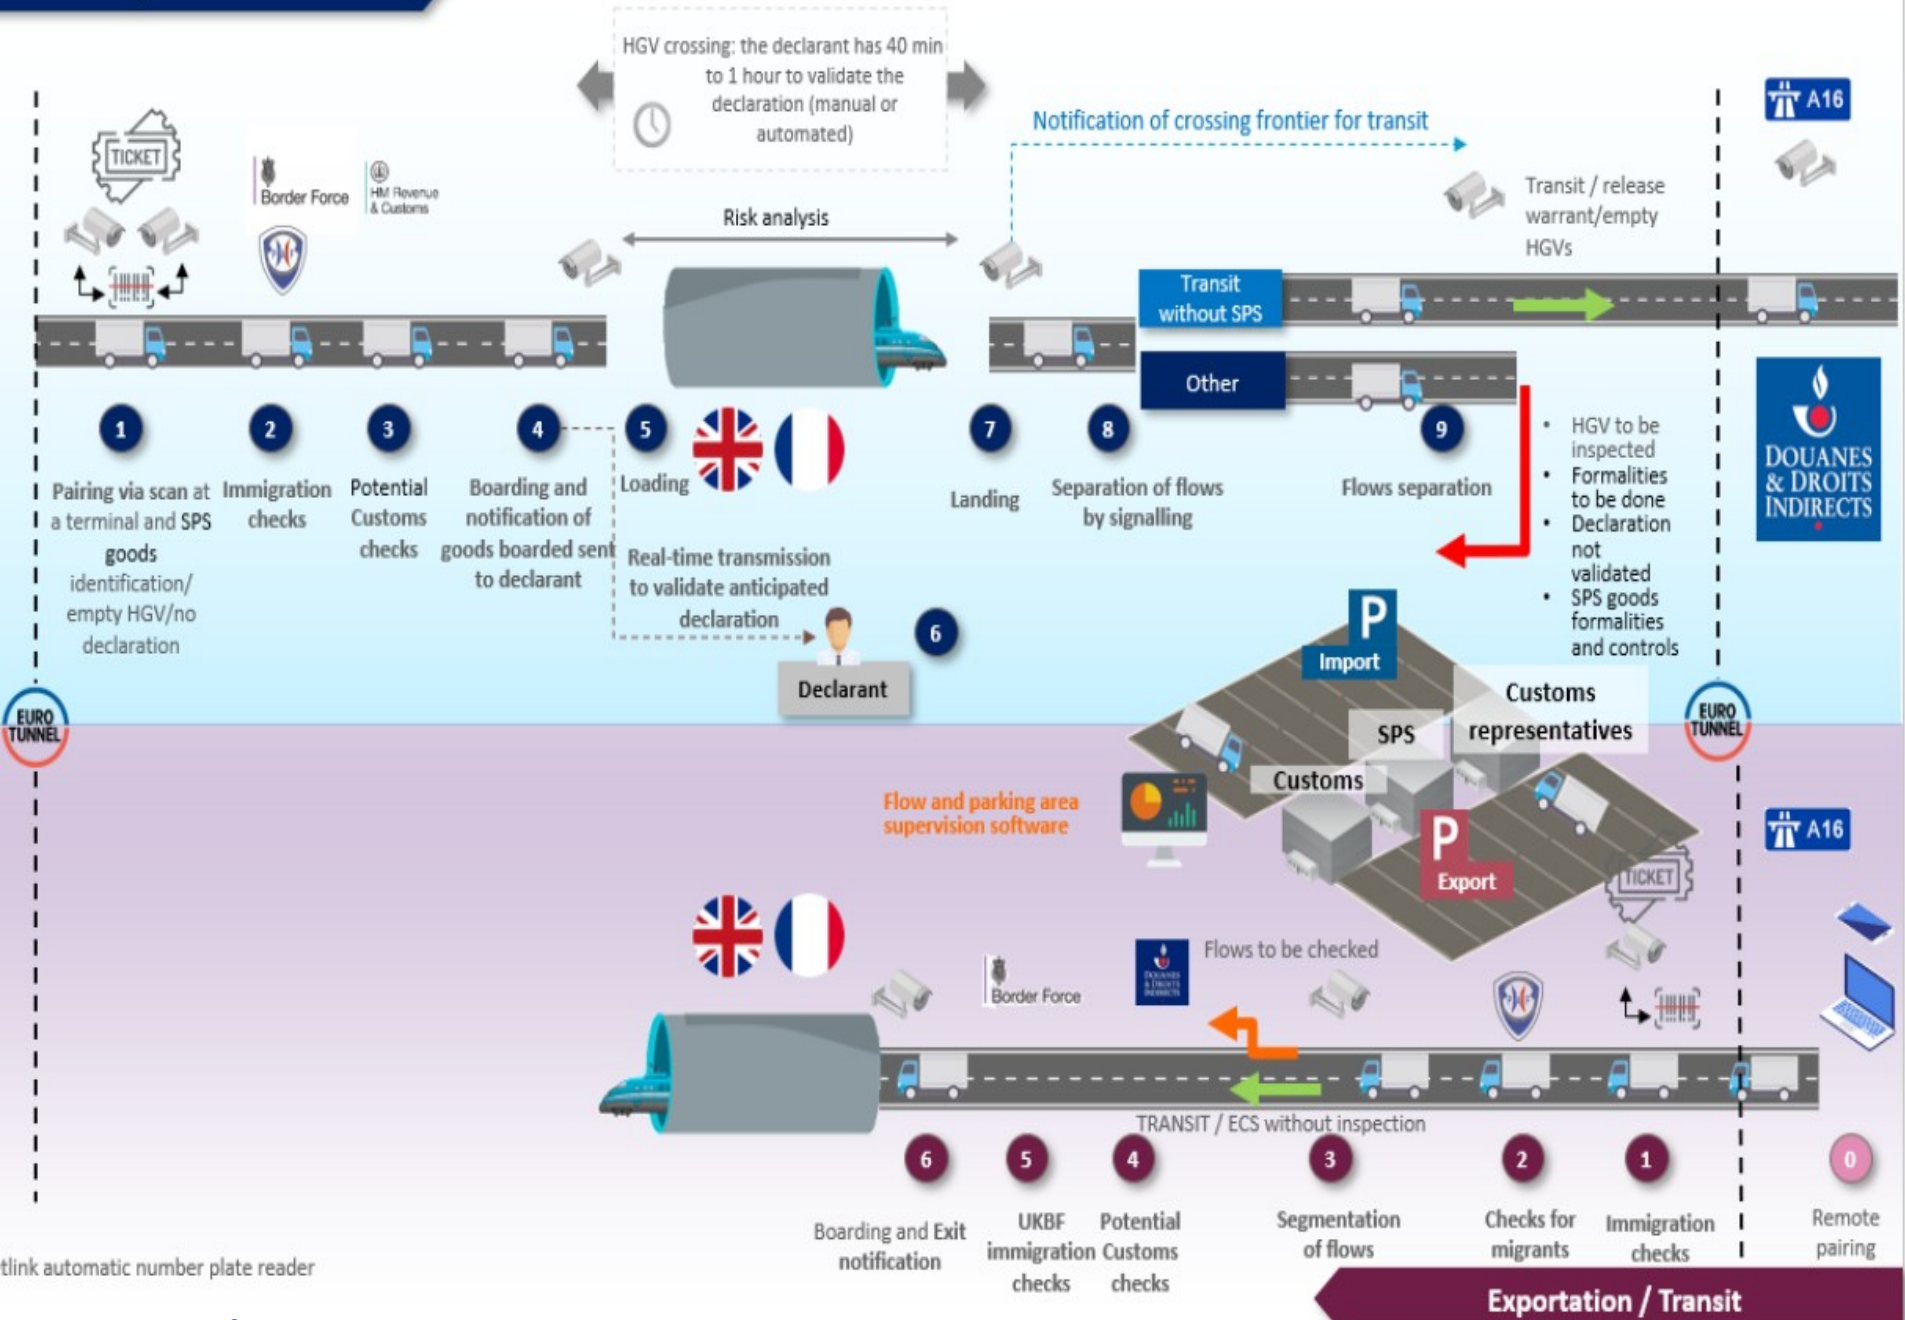 HGV crossing: the declarant has 40 min
to 1 hour to validate the
declaration (manual or
automated)
A16
Notification of crossing frontier for transit
TICKET
Border Force
HM Revenue
& Customs
Transit / release
warrant/empty
HGVs
Risk analysis
Transit
without SPS
Other
1
2
3
4
5
7
8
9
Pairing via scan at
a terminal and SPS
goods
identification/
empty HGV/no
declaration
Immigration
checks
Potential
Customs
checks
Boarding and
notification of
goods boarded sent
to declarant
Loading
Real-time transmission
to validate anticipated
declaration
6
Declarant
Landing
Separation of flows
by signalling
Flows separation
• HGV to be
inspected
• Formalities
to be done
• Declaration
not
validated
• SPS goods
formalities
and controls
DOUANES
& DROITS
INDIRECTS
P
Import
Customs
representatives
SPS
Customs
EURO
TUNNEL
EURO
TUNNEL
Flow and parking area
supervision software
P
Export
A16
TICKET
Flows to be checked
Border Force
DOUANES
& DROITS
INDIRECTS
TRANSIT / ECS without inspection
6
5
4
3
2
1
0
Boarding and Exit
notification
UKBF
immigration
checks
Potential
Customs
checks
Segmentation
of flows
Checks for
migrants
Immigration
checks
Remote
pairing
tlink automatic number plate reader
Exportation / Transit